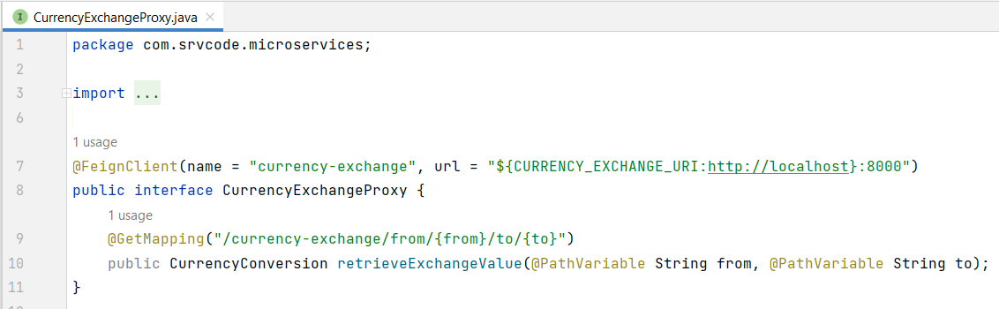 I CurrencyExchangeProxy.java ×
1 package com.srvcode.microservices;
2
3 import ...
6
1 usage
7 @FeignClient(name = "currency-exchange", url = "${CURRENCY_EXCHANGE_URI:http://localhost}:8000")
8 public interface CurrencyExchangeProxy {
1 usage
9 @GetMapping("/currency-exchange/from/{from}/to/{to}")
10 public CurrencyConversion retrieveExchangeValue(@PathVariable String from, @PathVariable String to);
11 }